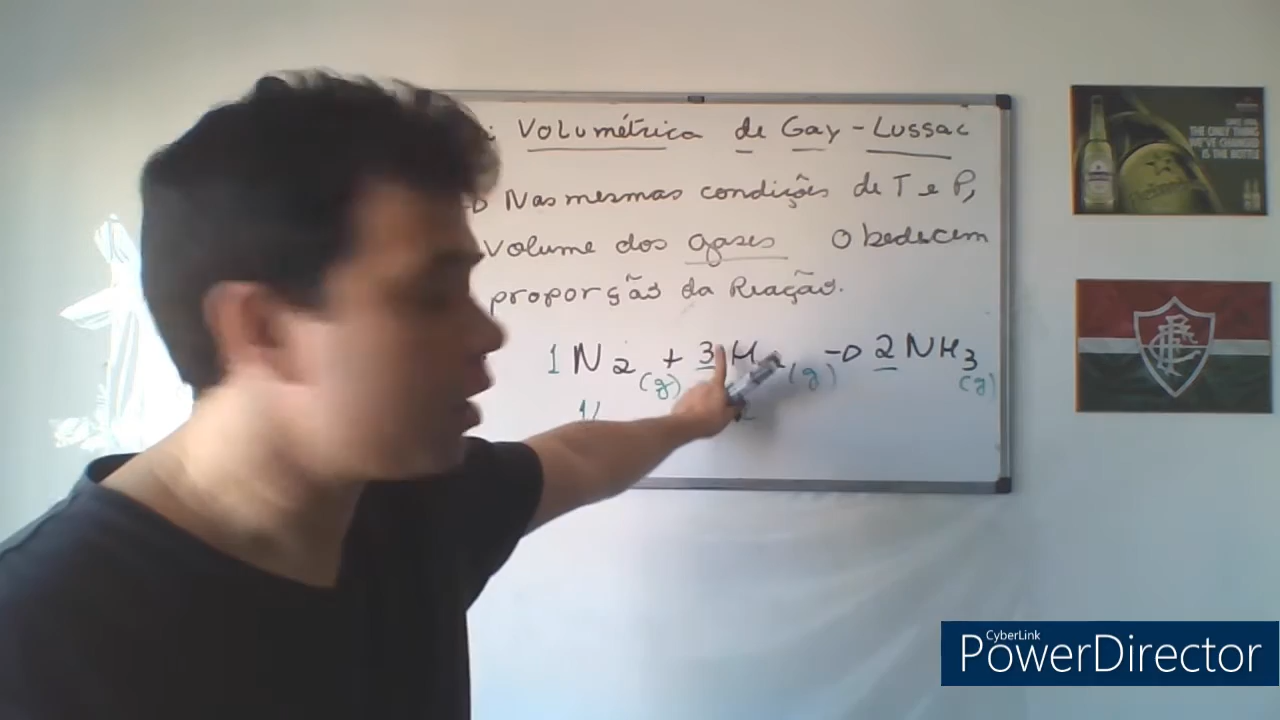 Volumétrica de Gay-Lussac
Nas mesmas condições de T e P,
Volume dos gases obedecem
proporção da Reação.
1 N2 (g) + 3 H2 (g) → 2 NH3 (g)
1L
THE ONLY THING
WE'VE CHANGED
IS THE BOTTLE
CyberLink
PowerDirector